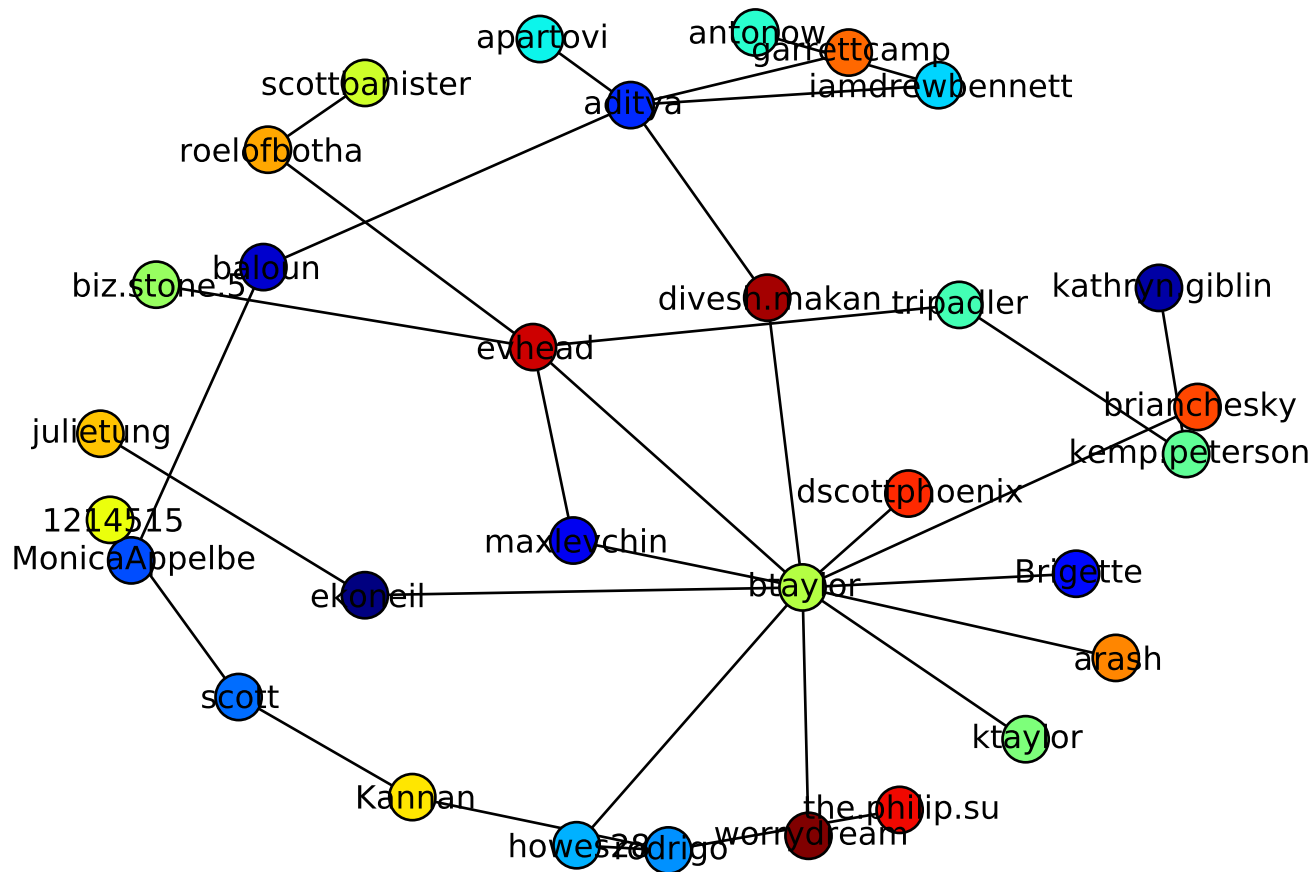 apartovi
antonow
garrettcamp
scottbanister
iamdrewbennett
aditya
roelofbotha
baloun
biz.stone.5
kathryn.giblin
divesh.makan
tripadler
evhead
brianchesky
julietung
kemp.peterson
dscottphoenix
1214515
maxlevchin
MonicaAppelbe
Brigette
btaylor
ekoneil
arash
scott
ktaylor
Kannan
the.philip.su
worrydream
howes28
rodrigo